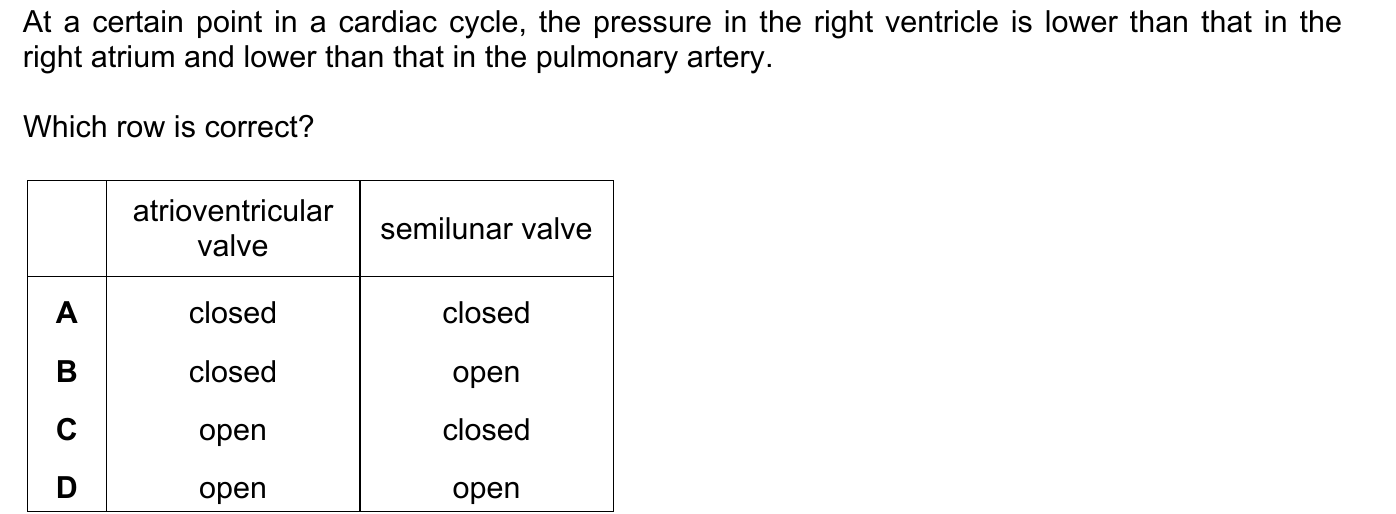 At a certain point in a cardiac cycle, the pressure in the right ventricle is lower than that in the
right atrium and lower than that in the pulmonary artery.
Which row is correct?
atrioventricular
valve
semilunar valve
A closed closed
B closed open
C open closed
D open open